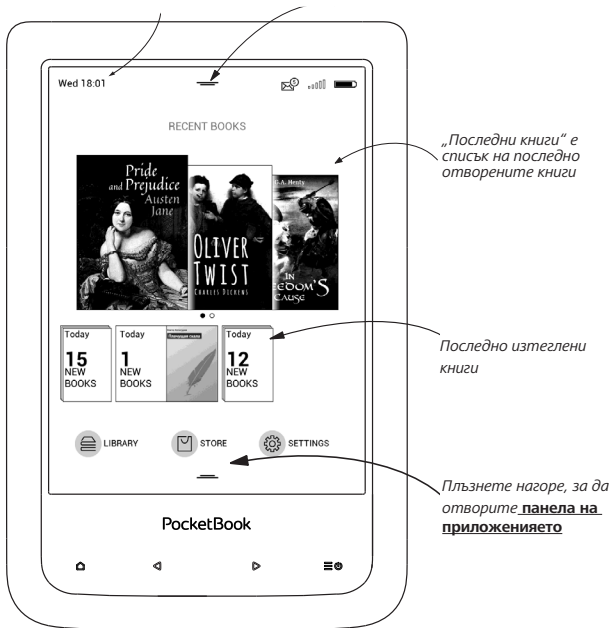 Wed 18:01
5
RECENT BOOKS
Pride
and Prejudice
Austen
Jane
OLIVER
TWIST
CHARLES DICKENS
G.A. Henty
IN
CAUSE
„Последни книги“ е
списък на последно
отворените книги
Today
15
NEW
BOOKS
Today
1
NEW
BOOKS
Today
12
NEW
BOOKS
Последно изтеглени
книги
LIBRARY
STORE
SETTINGS
Плъзнете нагоре, за да
отворите панела на
приложенияето
PocketBook